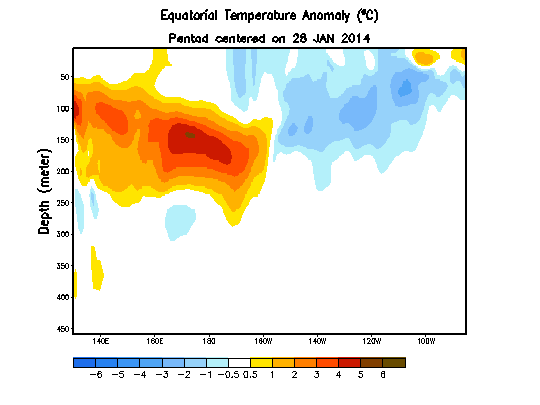 Equatorial Temperature Anomaly (°C)
Pentad centered on 28 JAN 2014
Depth (meter)
50
100
150
200
250
300
350
400
450
140E 160E 180 160W 140W 120W 100W
-6 -5 -4 -3 -2 -1 -0.5 0.5 1 2 3 4 5 6